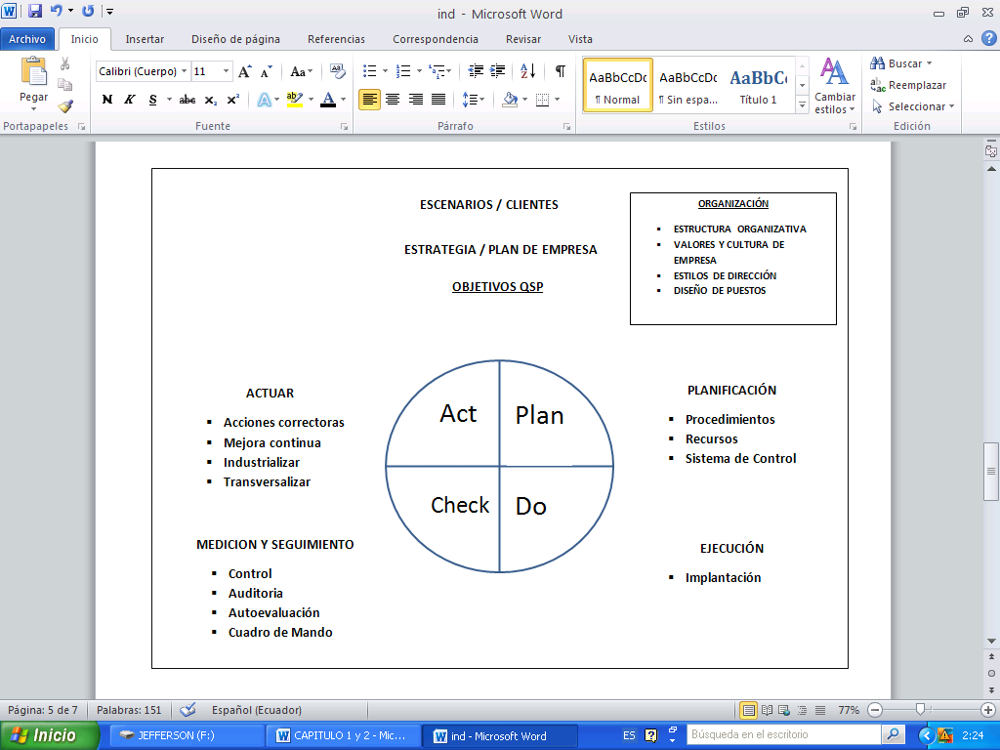 ind - Microsoft Word
Archivo Inicio Insertar Diseño de página Referencias Correspondencia Revisar Vista
Pegar
Calibri (Cuerpo) 11 A A Aa
N K S abc x₂ x² A ab A
AaBbCcDc AaBbCcDc AaBbC
¶ Normal ¶ Sin espa... Título 1
Cambiar
estilos
Buscar
Reemplazar
Seleccionar
Portapapeles Fuente Párrafo Estilos Edición
ESCENARIOS / CLIENTES
ESTRATEGIA / PLAN DE EMPRESA
OBJETIVOS QSP
ORGANIZACIÓN
▪ ESTRUCTURA ORGANIZATIVA
▪ VALORES Y CULTURA DE
EMPRESA
▪ ESTILOS DE DIRECCIÓN
▪ DISEÑO DE PUESTOS
ACTUAR
▪ Acciones correctoras
▪ Mejora continua
▪ Industrializar
▪ Transversalizar
Act Plan
Check Do
PLANIFICACIÓN
▪ Procedimientos
▪ Recursos
▪ Sistema de Control
MEDICION Y SEGUIMIENTO
▪ Control
▪ Auditoria
▪ Autoevaluación
▪ Cuadro de Mando
EJECUCIÓN
▪ Implantación
Página: 5 de 7 Palabras: 151 Español (Ecuador) 77%
Inicio JEFFERSON (F:) CAPITULO 1 y 2 - Mic... ind - Microsoft Word ES Búsqueda en el escritorio 2:24